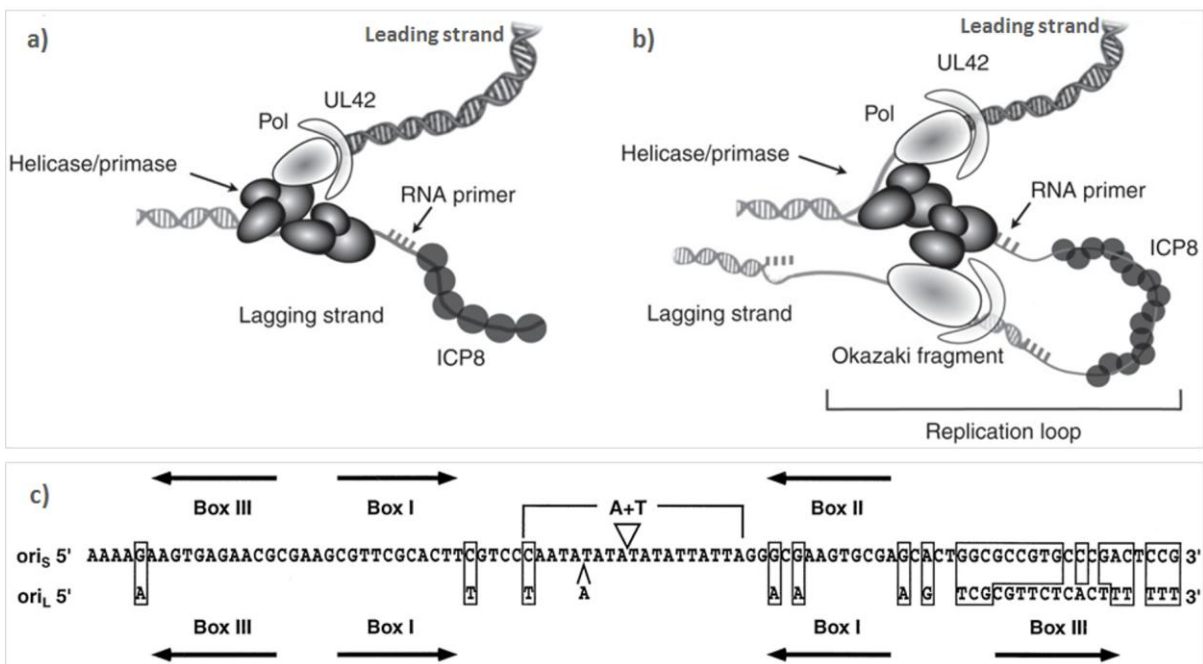 a)
Leading strand
UL42
Pol
Helicase/primase
RNA primer
Lagging strand
ICP8
b)
Leading strand
UL42
Pol
Helicase/primase
RNA primer
ICP8
Lagging strand
Okazaki fragment
Replication loop
c)
Box III Box I A+T Box II
oriS 5' AAAAGAAGTGAGAACGCGAAGCGTTCGCACTTCGTCCCAATATATATATATTATTAGGGCGAAGTGCGAGCACTGGCGCCGTGCCCGACTCCG 3'
oriL 5' A T T A A A A G TCGCGTTCTCACTTT TTT 3'
Box III Box I Box I Box III